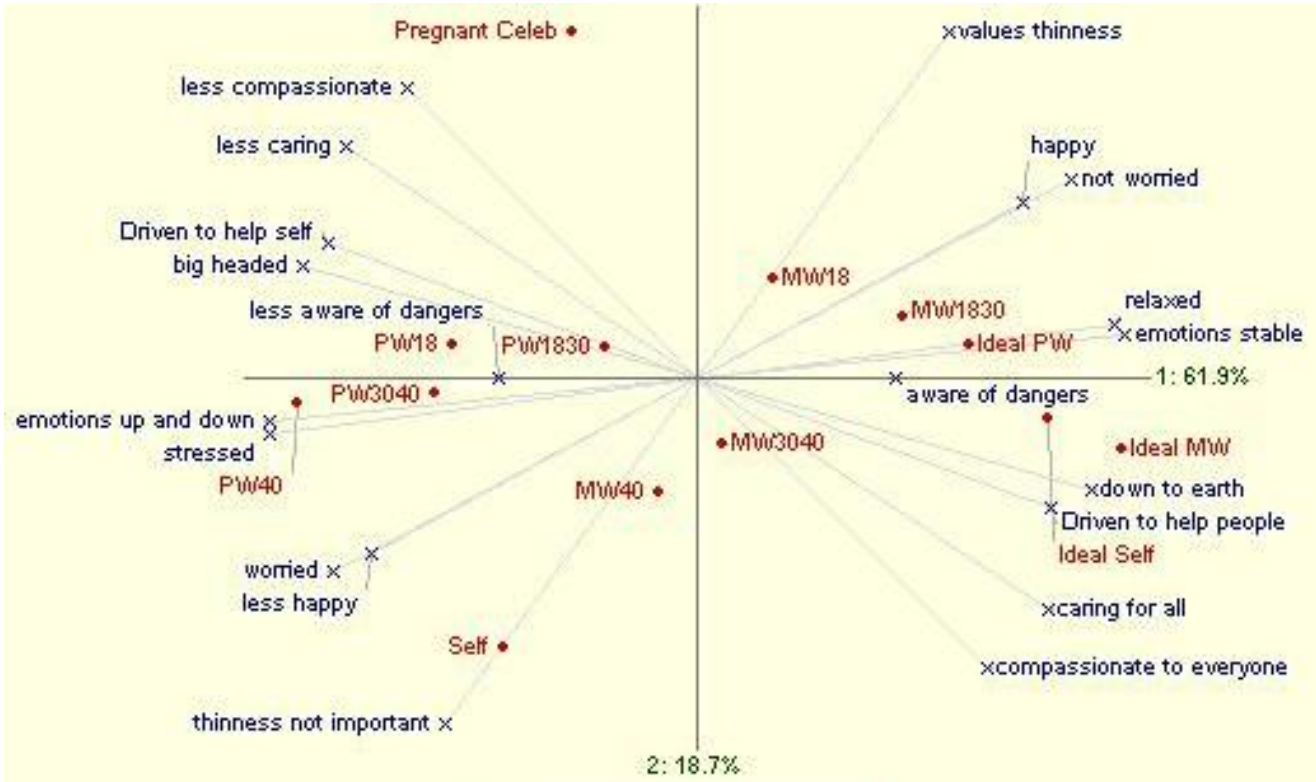 Pregnant Celeb
values thinness
less compassionate
less caring
happy
not worried
Driven to help self
big headed
MW18
less aware of dangers
MW1830
relaxed
PW18
PW1830
Ideal PW
emotions stable
1: 61.9%
PW3040
aware of dangers
emotions up and down
stressed
MW3040
Ideal MW
PW40
MW40
down to earth
Driven to help people
Ideal Self
worried
less happy
caring for all
Self
compassionate to everyone
thinness not important
2: 18.7%